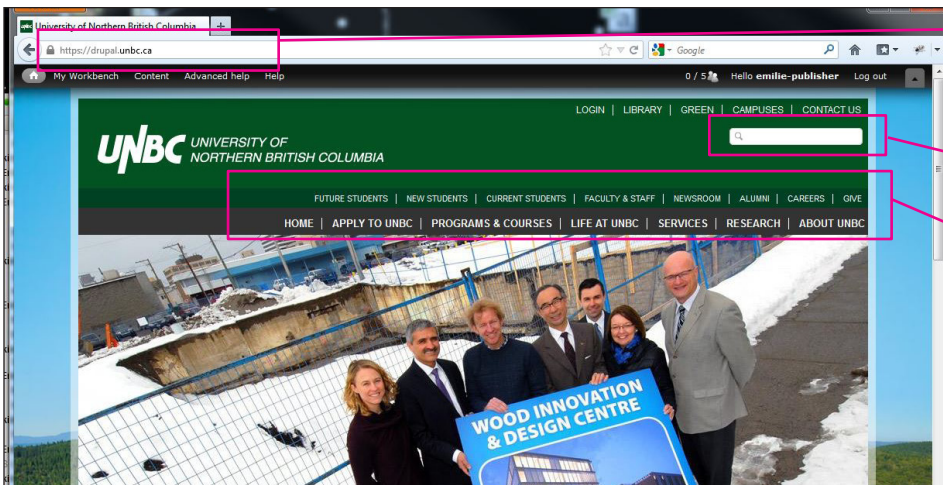 University of Northern British Columbia
https://drupal.unbc.ca
Google
My Workbench Content Advanced help Help
0 / 5 Hello emilie-publisher Log out
LOGIN | LIBRARY | GREEN | CAMPUSES | CONTACT US
UNBC UNIVERSITY OF
NORTHERN BRITISH COLUMBIA
FUTURE STUDENTS | NEW STUDENTS | CURRENT STUDENTS | FACULTY & STAFF | NEWSROOM | ALUMNI | CAREERS | GIVE
HOME | APPLY TO UNBC | PROGRAMS & COURSES | LIFE AT UNBC | SERVICES | RESEARCH | ABOUT UNBC
WOOD INNOVATION
& DESIGN CENTRE